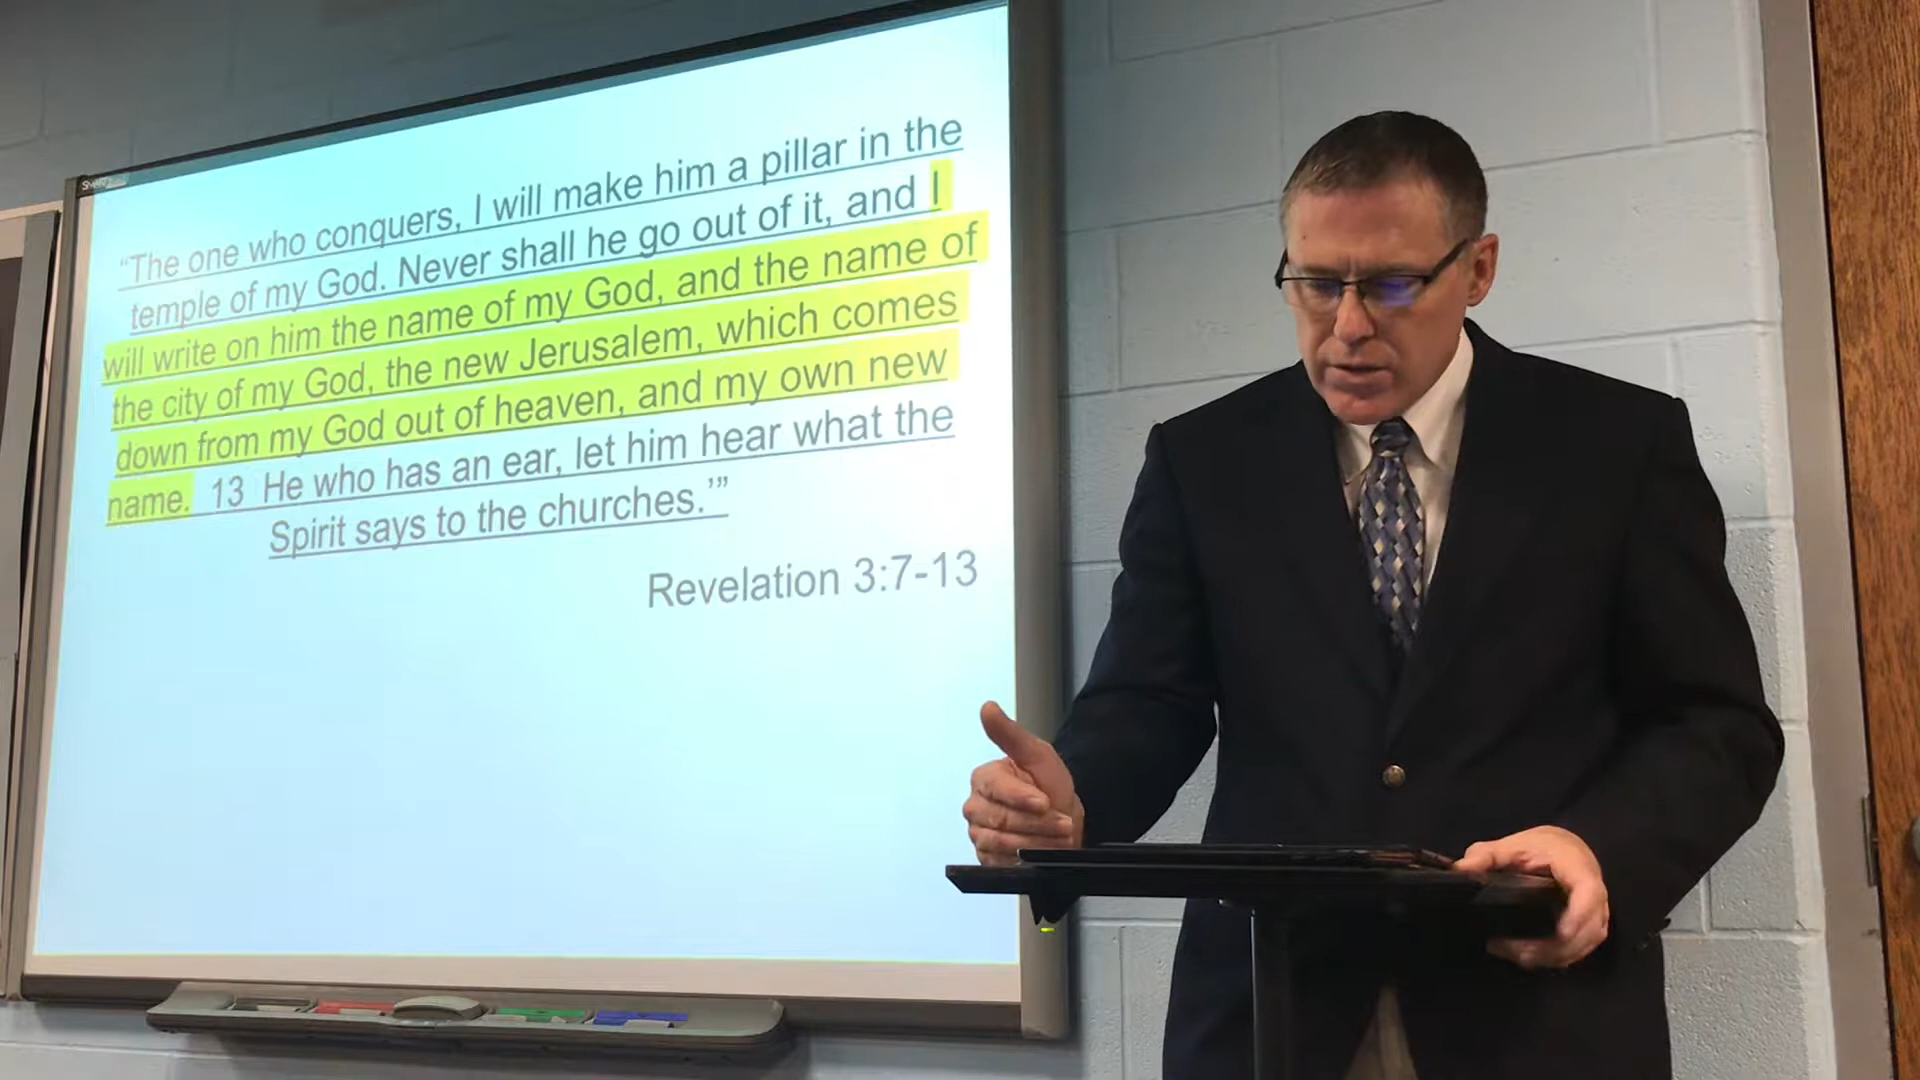 SMART
“The one who conquers, I will make him a pillar in the
temple of my God. Never shall he go out of it, and I
will write on him the name of my God, and the name of
the city of my God, the new Jerusalem, which comes
down from my God out of heaven, and my own new
name. 13 He who has an ear, let him hear what the
Spirit says to the churches.’”
Revelation 3:7-13